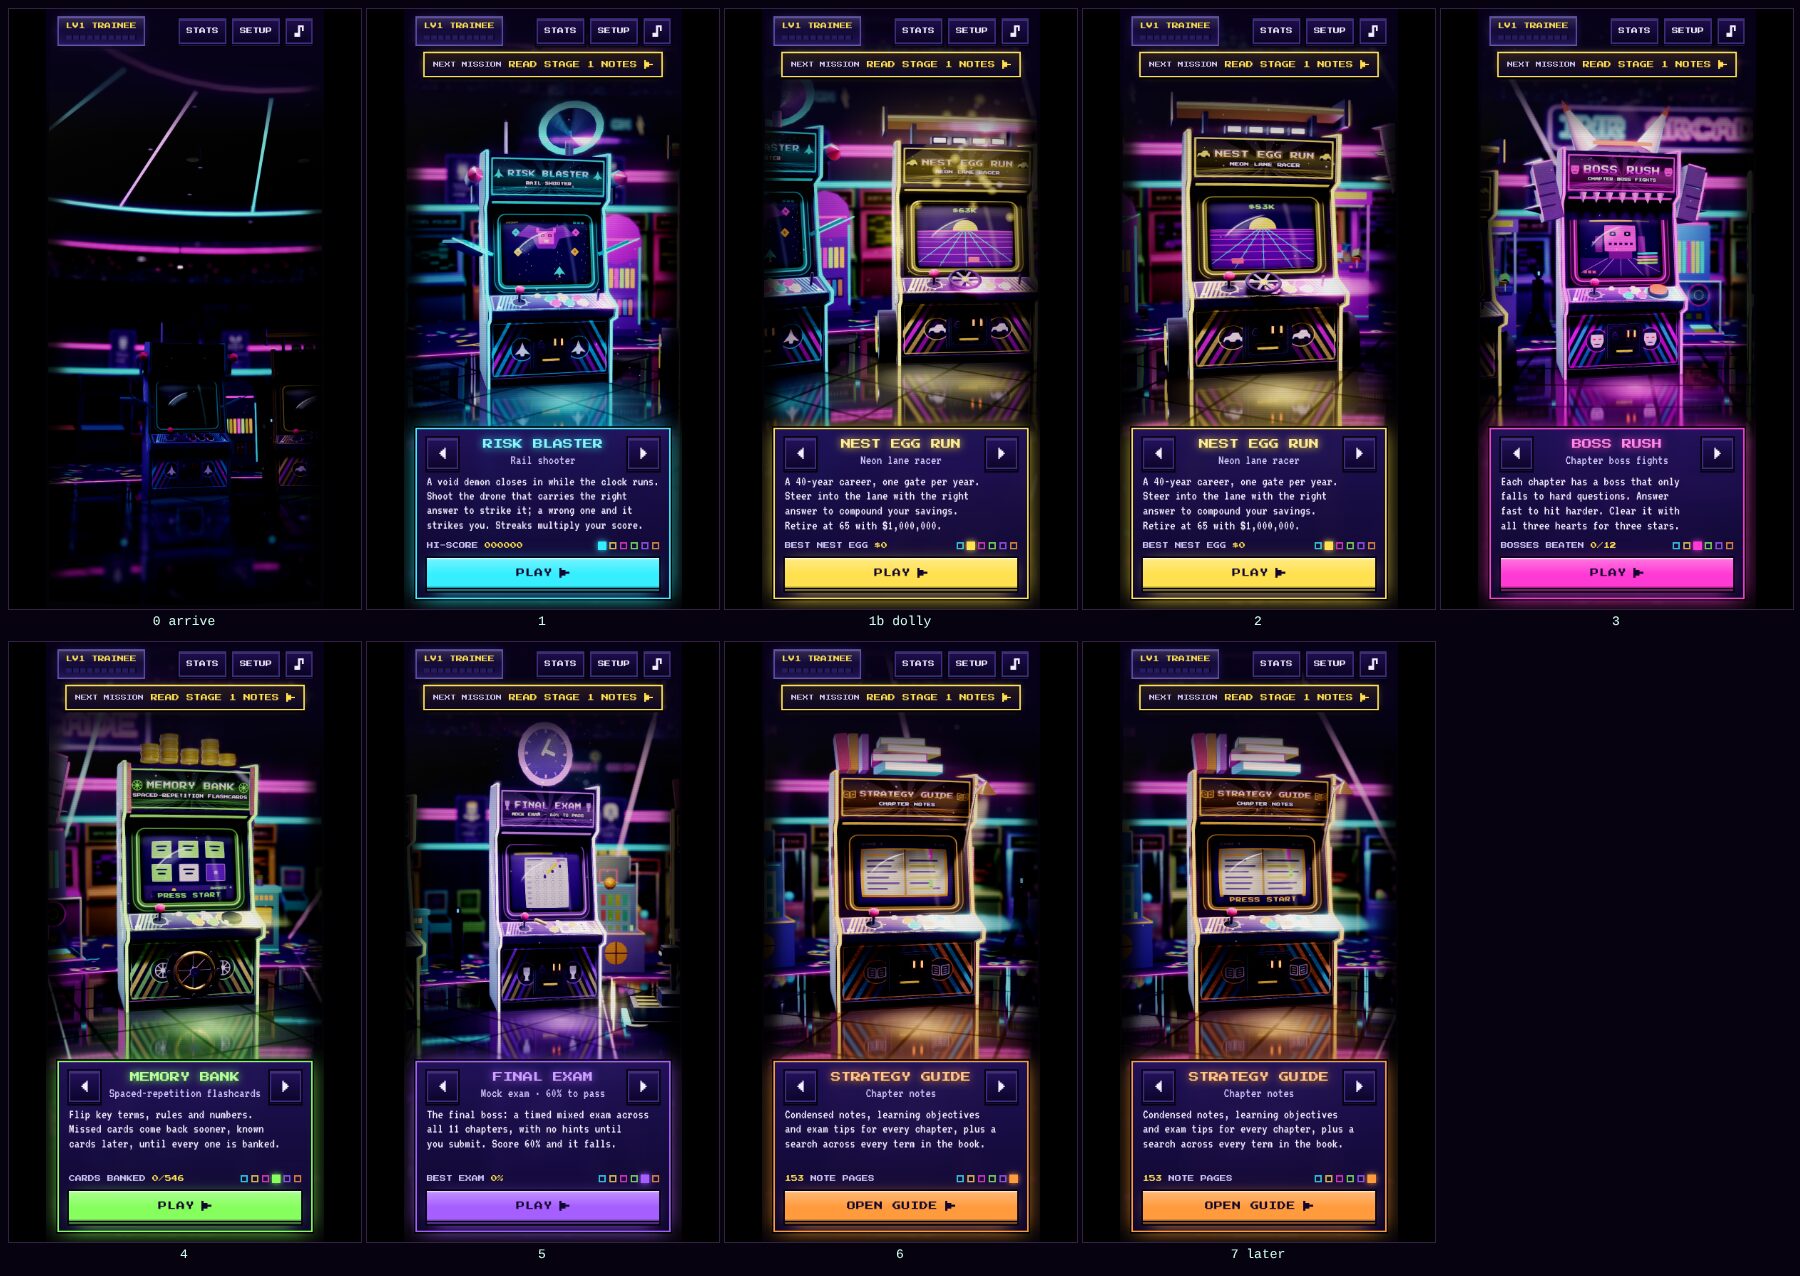 LV1 TRAINEE
STATS
SETUP
0 arrive
LV1 TRAINEE
STATS
SETUP
NEXT MISSION READ STAGE 1 NOTES
RISK BLASTER
RAIL SHOOTER
RISK BLASTER
Rail shooter
A void demon closes in while the clock runs.
Shoot the drone that carries the right
answer to strike it; a wrong one and it
strikes you. Streaks multiply your score.
HI-SCORE 000000
PLAY
1
LV1 TRAINEE
STATS
SETUP
NEXT MISSION READ STAGE 1 NOTES
NEST EGG RUN
NEON LANE RACER
$63K
NEST EGG RUN
Neon lane racer
A 40-year career, one gate per year.
Steer into the lane with the right
answer to compound your savings.
Retire at 65 with $1,000,000.
BEST NEST EGG $0
PLAY
1b dolly
LV1 TRAINEE
STATS
SETUP
NEXT MISSION READ STAGE 1 NOTES
NEST EGG RUN
NEON LANE RACER
$83K
NEST EGG RUN
Neon lane racer
A 40-year career, one gate per year.
Steer into the lane with the right
answer to compound your savings.
Retire at 65 with $1,000,000.
BEST NEST EGG $0
PLAY
2
LV1 TRAINEE
STATS
SETUP
NEXT MISSION READ STAGE 1 NOTES
BOSS RUSH
CHAPTER BOSS FIGHTS
BOSS RUSH
Chapter boss fights
Each chapter has a boss that only
falls to hard questions. Answer
fast to hit harder. Clear it with
all three hearts for three stars.
BOSSES BEATEN 0/12
PLAY
3
LV1 TRAINEE
STATS
SETUP
NEXT MISSION READ STAGE 1 NOTES
MEMORY BANK
SPACED-REPETITION FLASHCARDS
PRESS START
MEMORY BANK
Spaced-repetition flashcards
Flip key terms, rules and numbers.
Missed cards come back sooner, known
cards later, until every one is banked.
CARDS BANKED 0/546
PLAY
4
LV1 TRAINEE
STATS
SETUP
NEXT MISSION READ STAGE 1 NOTES
FINAL EXAM
MOCK EXAM · 60% TO PASS
FINAL EXAM
Mock exam · 60% to pass
The final boss: a timed mixed exam across
all 11 chapters, with no hints until
you submit. Score 60% and it falls.
BEST EXAM 0%
PLAY
5
LV1 TRAINEE
STATS
SETUP
NEXT MISSION READ STAGE 1 NOTES
STRATEGY GUIDE
CHAPTER NOTES
STRATEGY GUIDE
Chapter notes
Condensed notes, learning objectives
and exam tips for every chapter, plus a
search across every term in the book.
153 NOTE PAGES
OPEN GUIDE
6
LV1 TRAINEE
STATS
SETUP
NEXT MISSION READ STAGE 1 NOTES
STRATEGY GUIDE
CHAPTER NOTES
PRESS START
STRATEGY GUIDE
Chapter notes
Condensed notes, learning objectives
and exam tips for every chapter, plus a
search across every term in the book.
153 NOTE PAGES
OPEN GUIDE
7 later